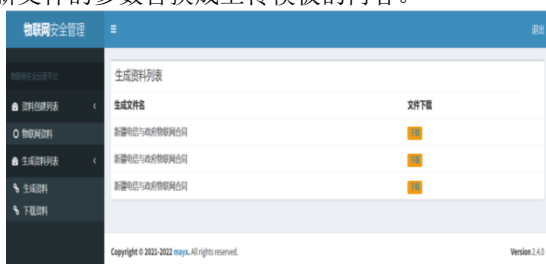 新文件的参数替换成上传模板的内容。
物联网安全管理
退出
物联网安全运营平台
生成资料列表
资料创建列表
生成文件名 文件下载
物联网资料
新疆电信与政府物联网合同 下载
生成资料列表
新疆电信与政府物联网合同 下载
生成资料
新疆电信与政府物联网合同 下载
下载资料
Copyright © 2021-2022 mayx. All rights reserved. Version 2.4.0